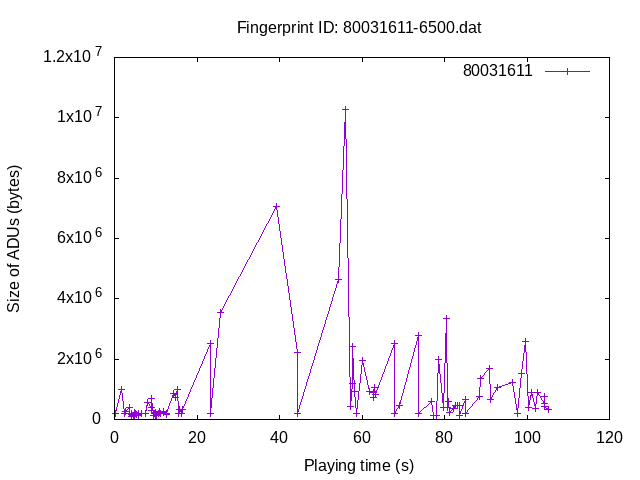 Fingerprint ID: 80031611-6500.dat
1.2x10^7
80031611
1x10^7
8x10^6
6x10^6
4x10^6
2x10^6
0
Size of ADUs (bytes)
0 20 40 60 80 100 120
Playing time (s)